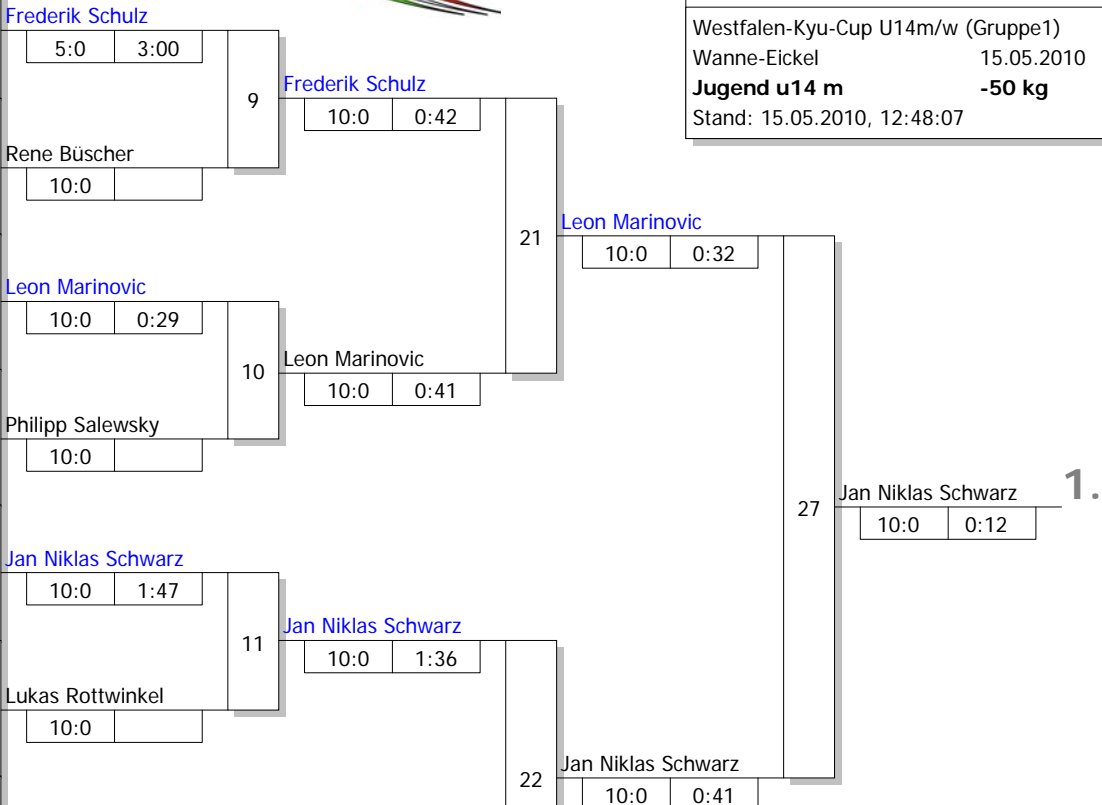 Frederik Schulz
5:0 3:00
Rene Büscher
10:0
9
Leon Marinovic
10:0 0:29
Philipp Salewsky
10:0
10
Jan Niklas Schwarz
10:0 1:47
Lukas Rottwinkel
10:0
11
Frederik Schulz
10:0 0:42
Leon Marinovic
10:0 0:41
21
Jan Niklas Schwarz
10:0 1:36
22
Leon Marinovic
10:0 0:32
Jan Niklas Schwarz
10:0 0:41
27
Jan Niklas Schwarz 1.
10:0 0:12
Westfalen-Kyu-Cup U14m/w (Gruppe1)
Wanne-Eickel 15.05.2010
Jugend u14 m -50 kg
Stand: 15.05.2010, 12:48:07